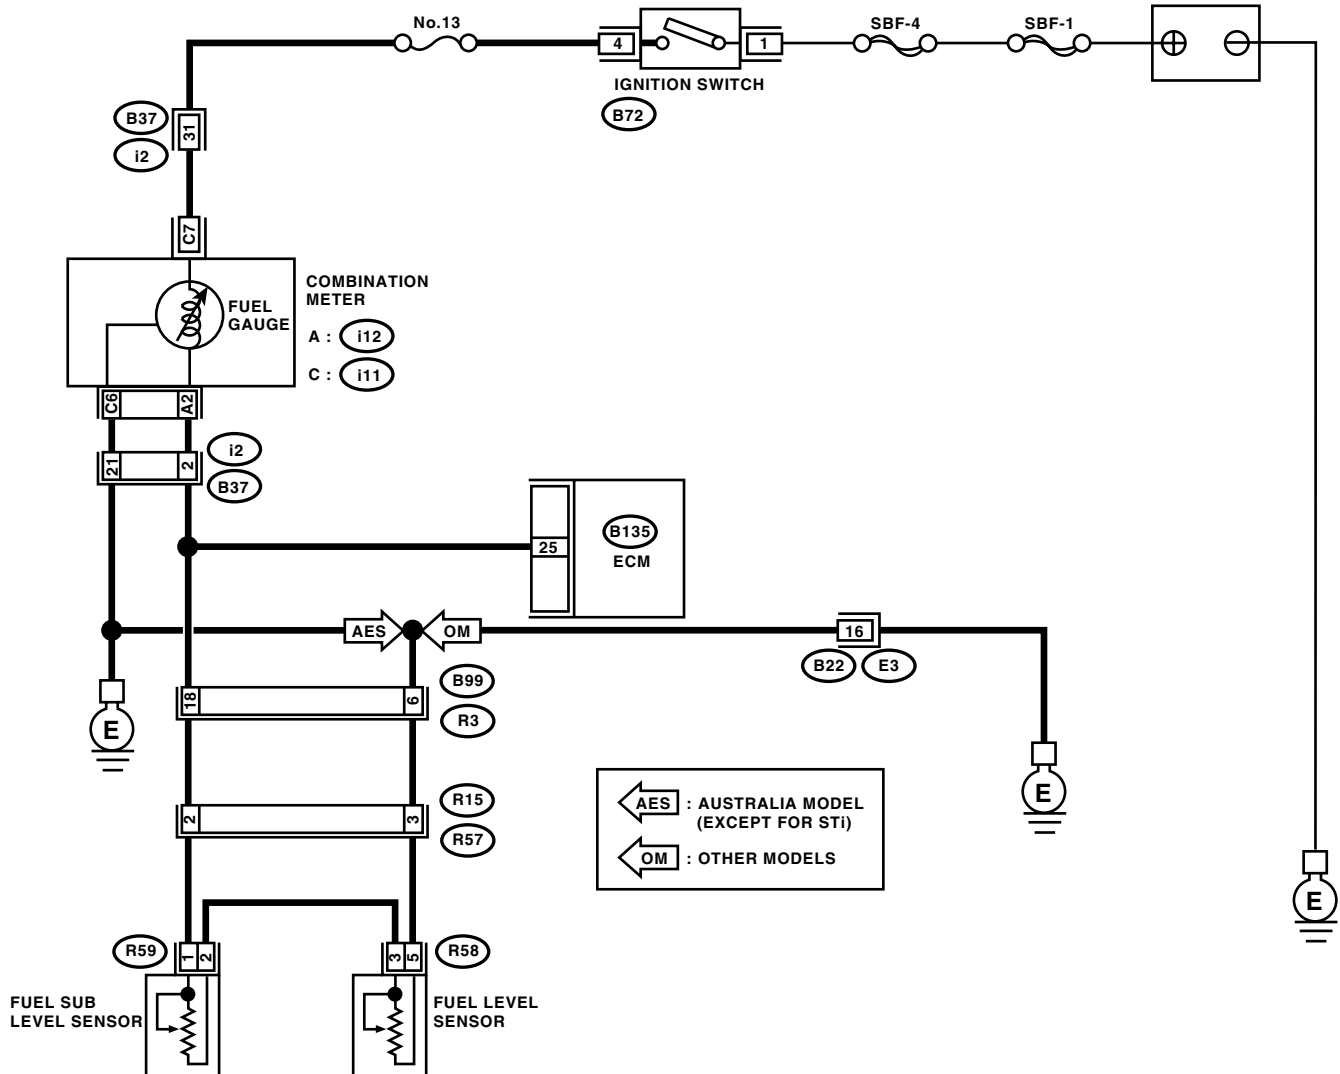 No.13
SBF-4
SBF-1
4
1
IGNITION SWITCH
B72
B37
31
i2
C7
COMBINATION
METER
FUEL
GAUGE
A : i12
C : i11
C6
A2
21
2
i2
B37
B135
25
ECM
AES
OM
16
B22
E3
18
6
B99
R3
E
E
AES : AUSTRALIA MODEL
(EXCEPT FOR STi)
OM : OTHER MODELS
2
3
R15
R57
E
R59
1
2
3
5
R58
FUEL SUB
LEVEL SENSOR
FUEL LEVEL
SENSOR